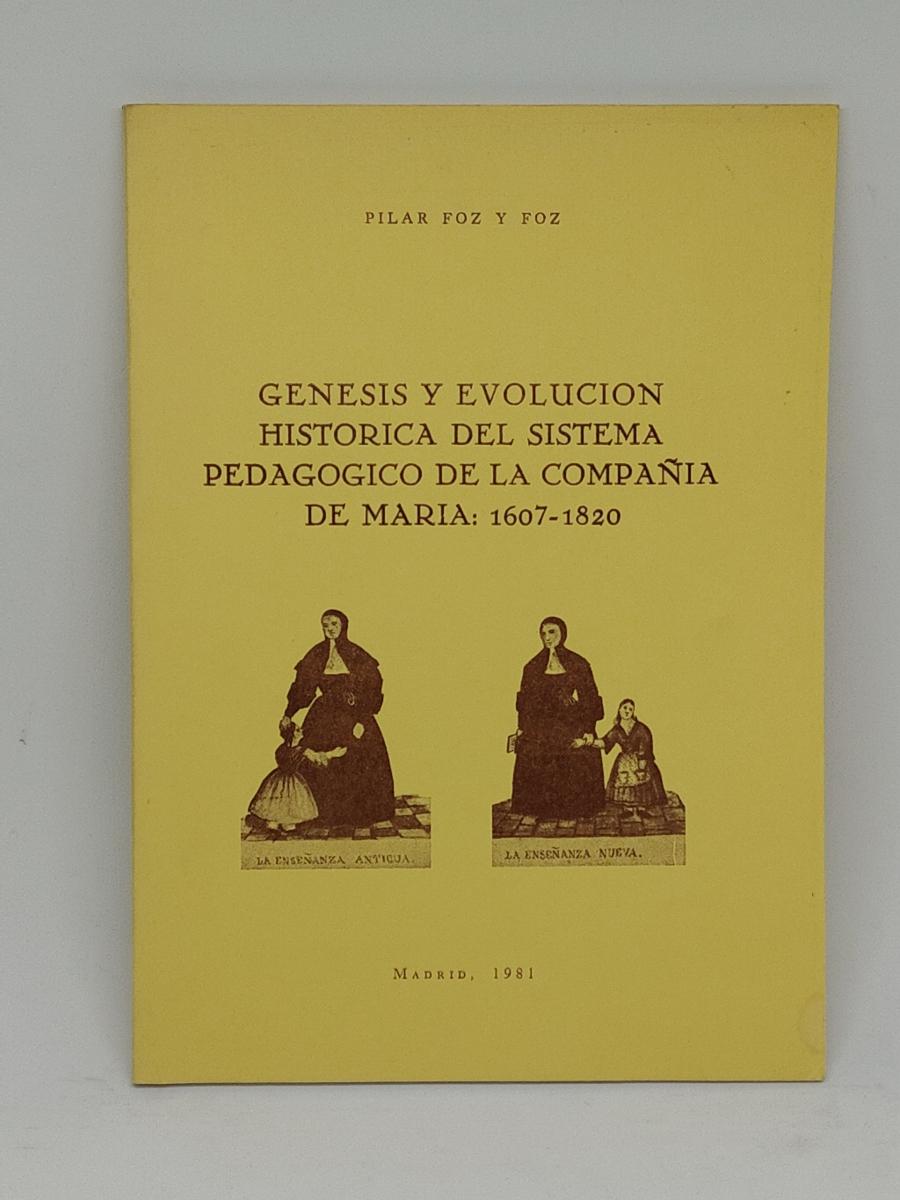 PILAR FOZ Y FOZ
GENESIS Y EVOLUCION
HISTORICA DEL SISTEMA
PEDAGOGICO DE LA COMPAÑIA
DE MARIA: 1607-1820
LA ENSEÑANZA ANTIGUA.
LA ENSEÑANZA NUEVA.
MADRID, 1981